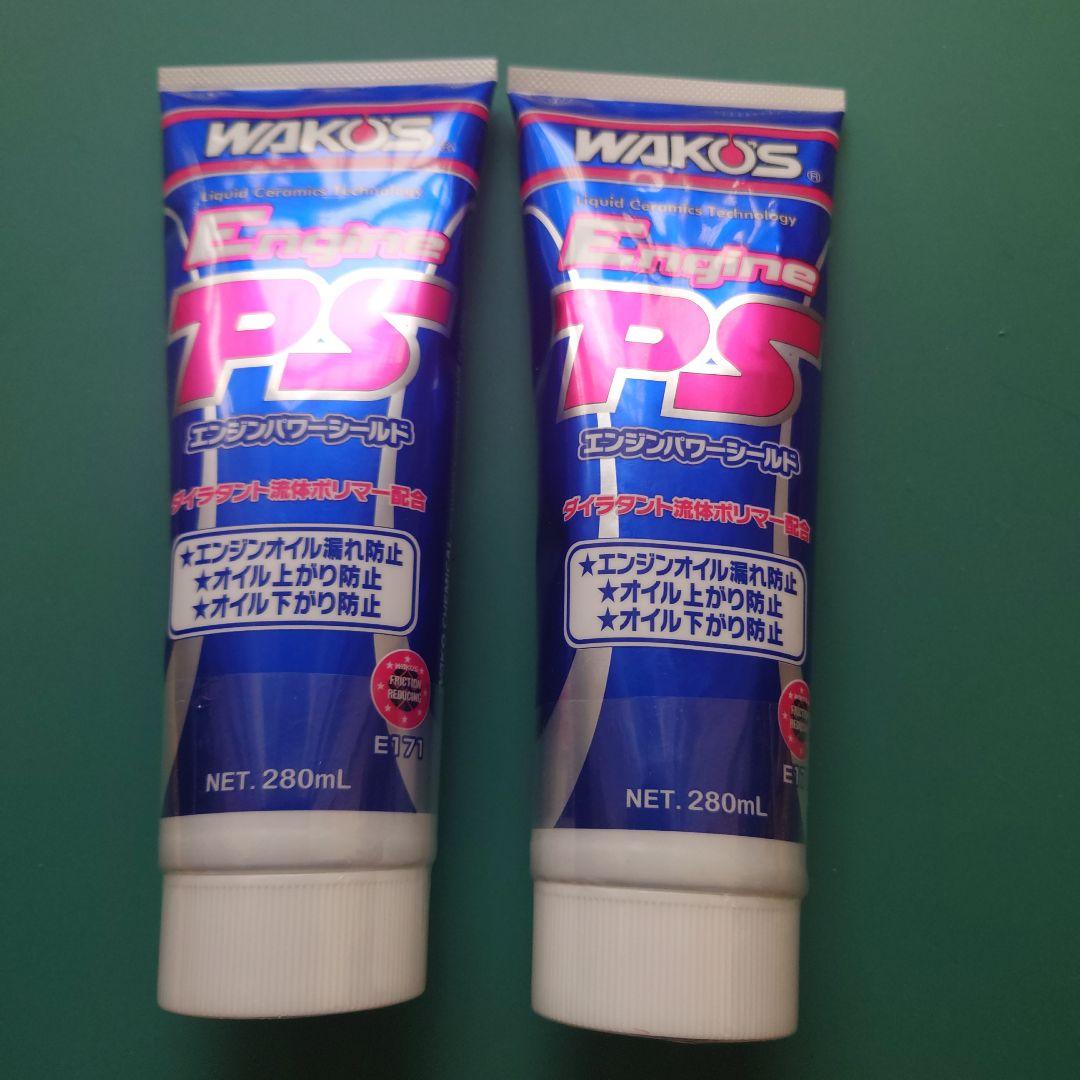 WAKO'S
Liquid Ceramics Technology
Engine
PS
エンジンパワーシールド
ダイラタント流体ポリマー配合
★エンジンオイル漏れ防止
★オイル上がり防止
★オイル下がり防止
WAKO'S
FRICTION
REDUCING
E171
NET. 280mL
WAKO'S®
Liquid Ceramics Technology
Engine
PS
エンジンパワーシールド
ダイラタント流体ポリマー配合
★エンジンオイル漏れ防止
★オイル上がり防止
★オイル下がり防止
NET. 280mL